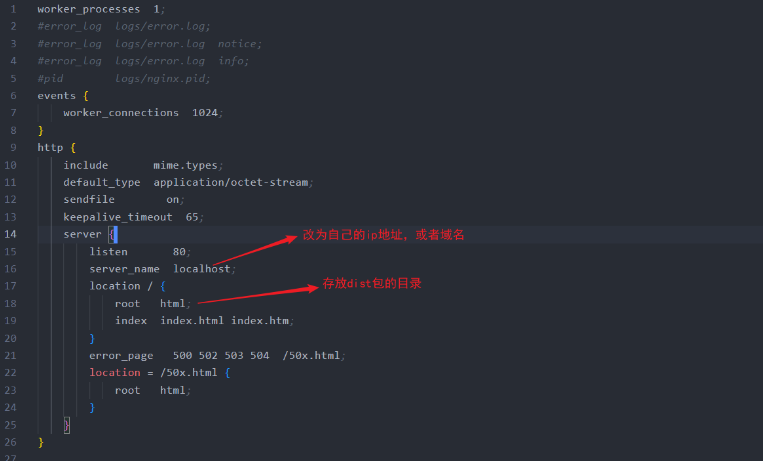 1 worker_processes 1;
2 #error_log logs/error.log;
3 #error_log logs/error.log notice;
4 #error_log logs/error.log info;
5 #pid logs/nginx.pid;
6 events {
7 worker_connections 1024;
8 }
9 http {
10 include mime.types;
11 default_type application/octet-stream;
12 sendfile on;
13 keepalive_timeout 65;
14 server { 改为自己的ip地址，或者域名
15 listen 80;
16 server_name localhost;
17 location / { 存放dist包的目录
18 root html;
19 index index.html index.htm;
20 }
21 error_page 500 502 503 504 /50x.html;
22 location = /50x.html {
23 root html;
24 }
25 }
26 }
27